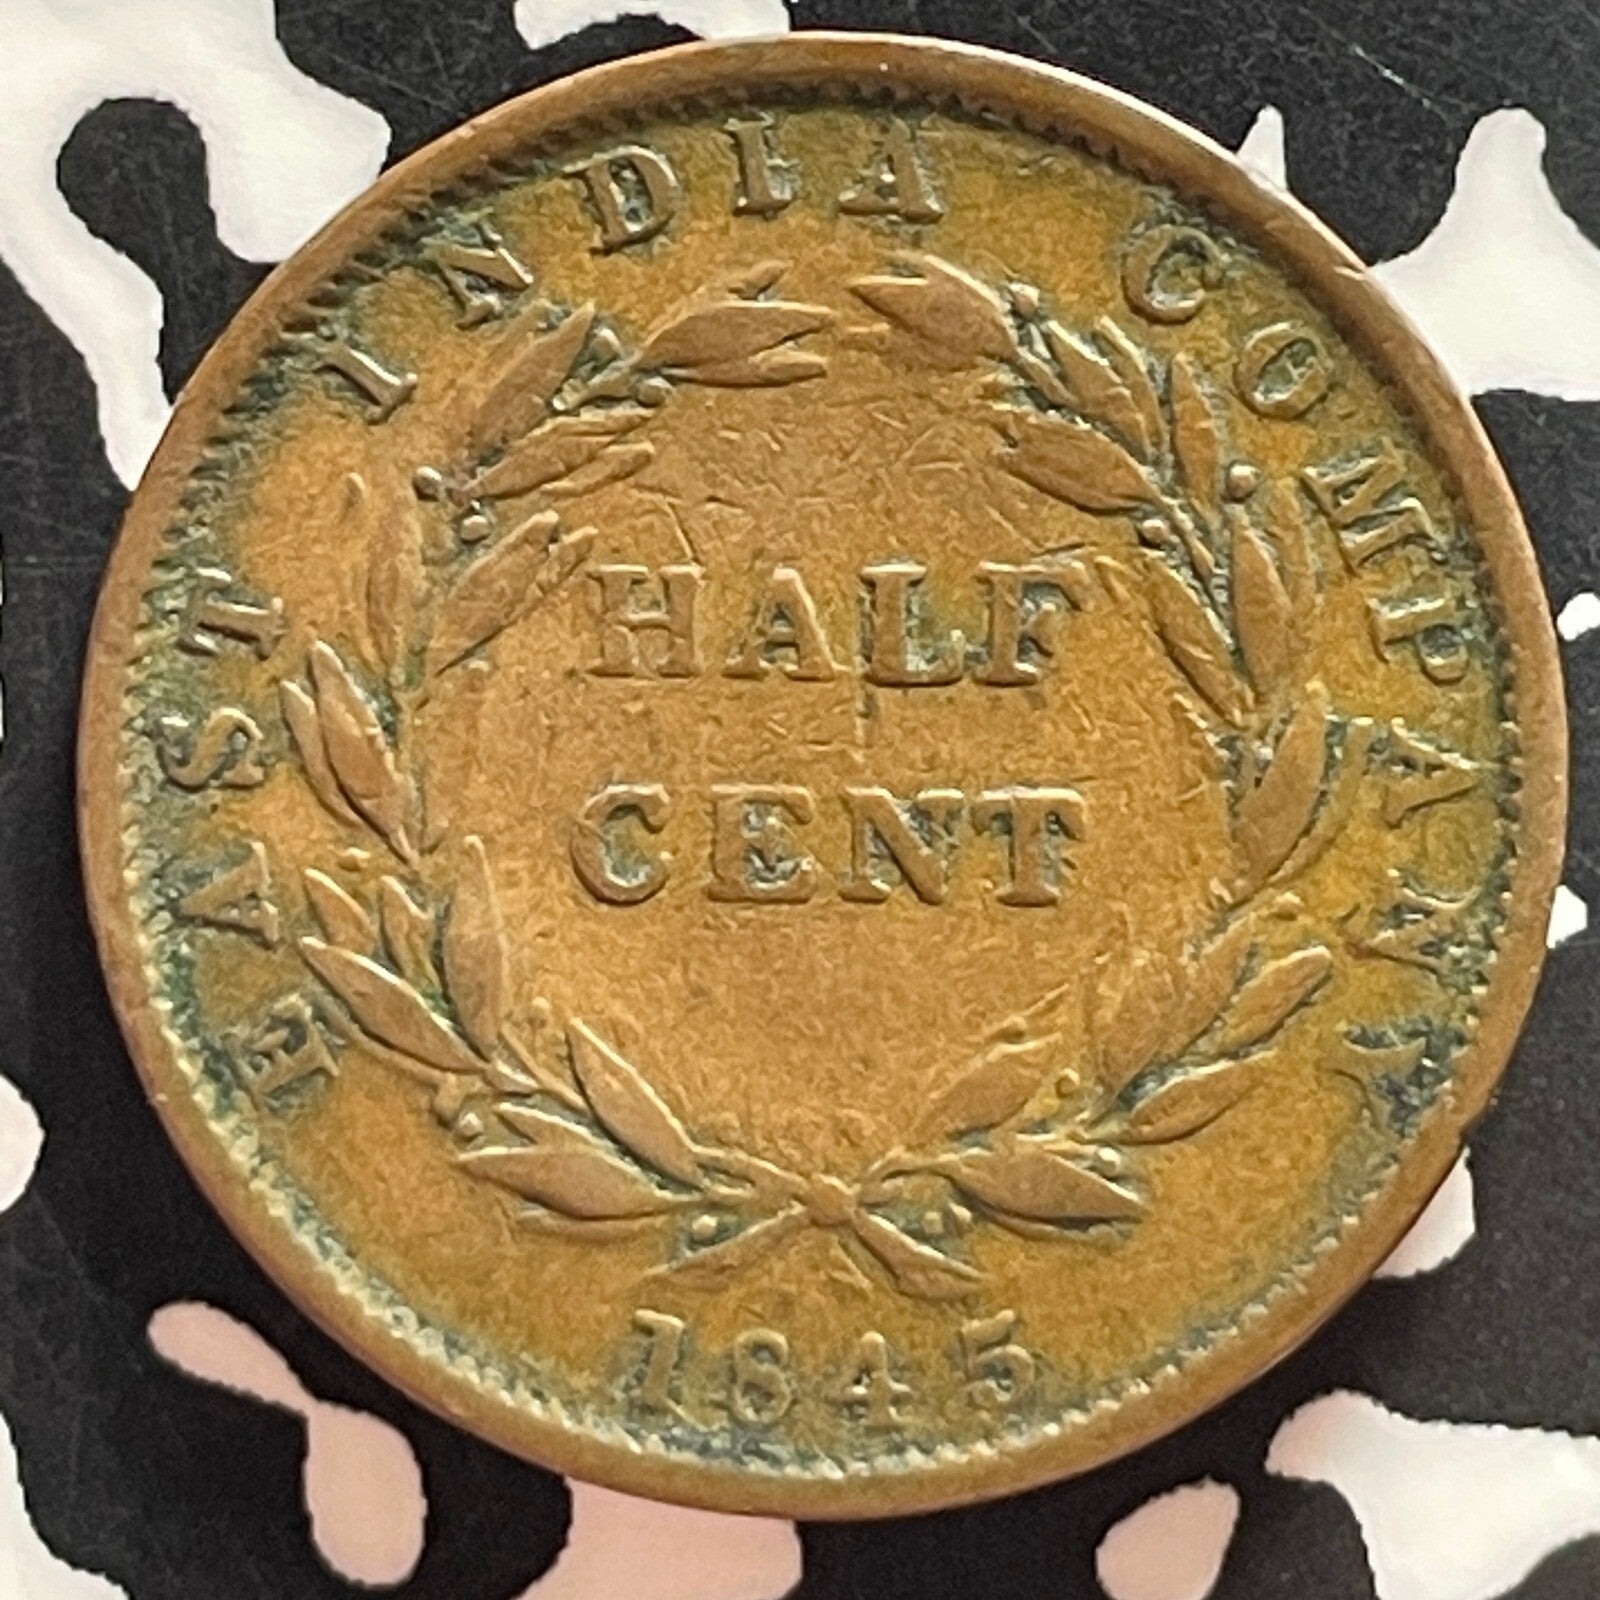 EAST INDIA COMPANY
HALF
CENT
1845